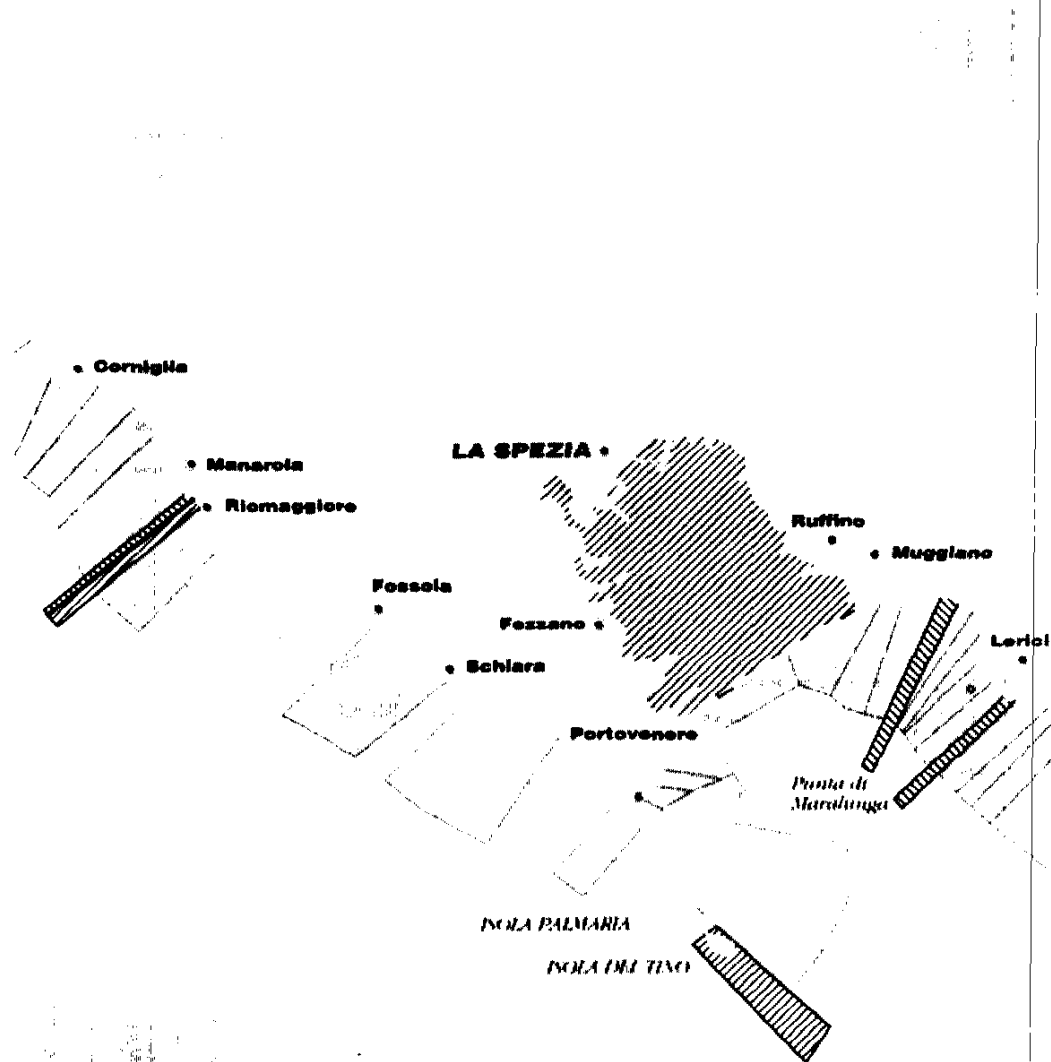 Corniglia
LA SPEZIA
Manarola
Riomaggiore
Ruffino
Muggiano
Fossola
Fezzano
Lerici
Schiara
Portovenere
Punta di
Maralunga
ISOLA PALMARIA
ISOLA DEL TINO